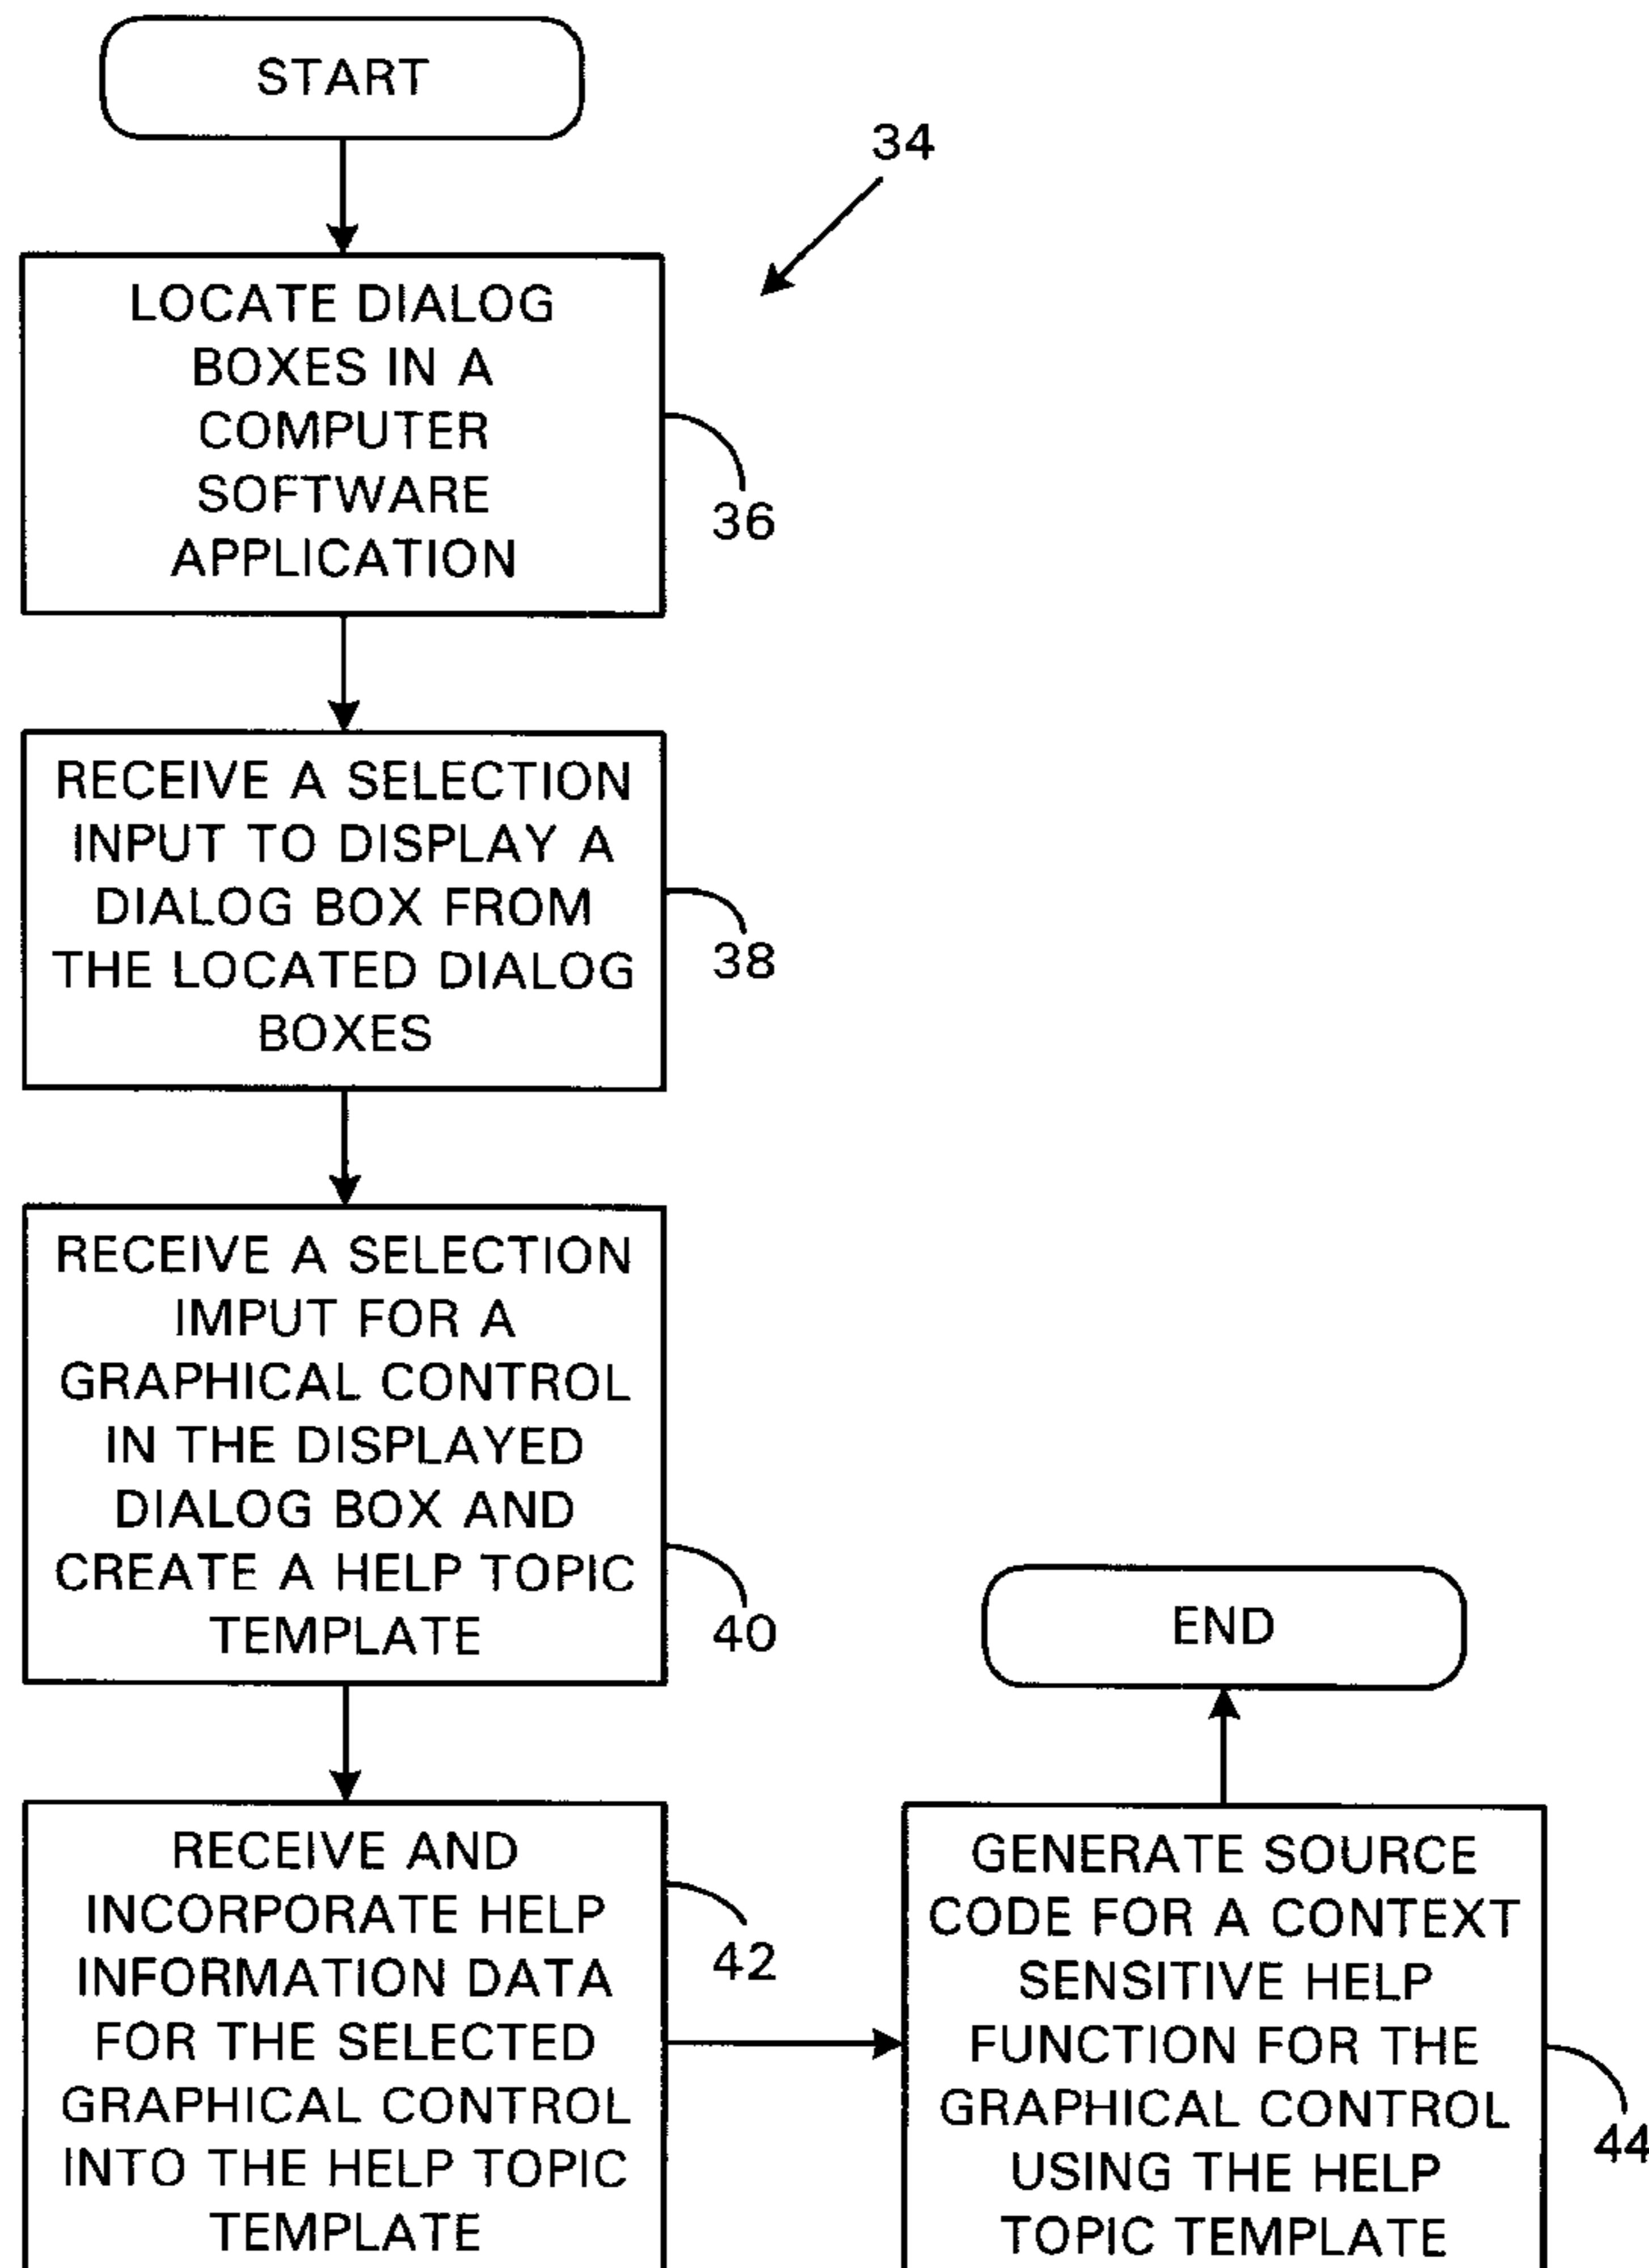 START
34
LOCATE DIALOG
BOXES IN A
COMPUTER
SOFTWARE
APPLICATION
36
RECEIVE A SELECTION
INPUT TO DISPLAY A
DIALOG BOX FROM
THE LOCATED DIALOG
BOXES
38
RECEIVE A SELECTION
IMPUT FOR A
GRAPHICAL CONTROL
IN THE DISPLAYED
DIALOG BOX AND
CREATE A HELP TOPIC
TEMPLATE
40
RECEIVE AND
INCORPORATE HELP
INFORMATION DATA
FOR THE SELECTED
GRAPHICAL CONTROL
INTO THE HELP TOPIC
TEMPLATE
42
GENERATE SOURCE
CODE FOR A CONTEXT
SENSITIVE HELP
FUNCTION FOR THE
GRAPHICAL CONTROL
USING THE HELP
TOPIC TEMPLATE
44
END